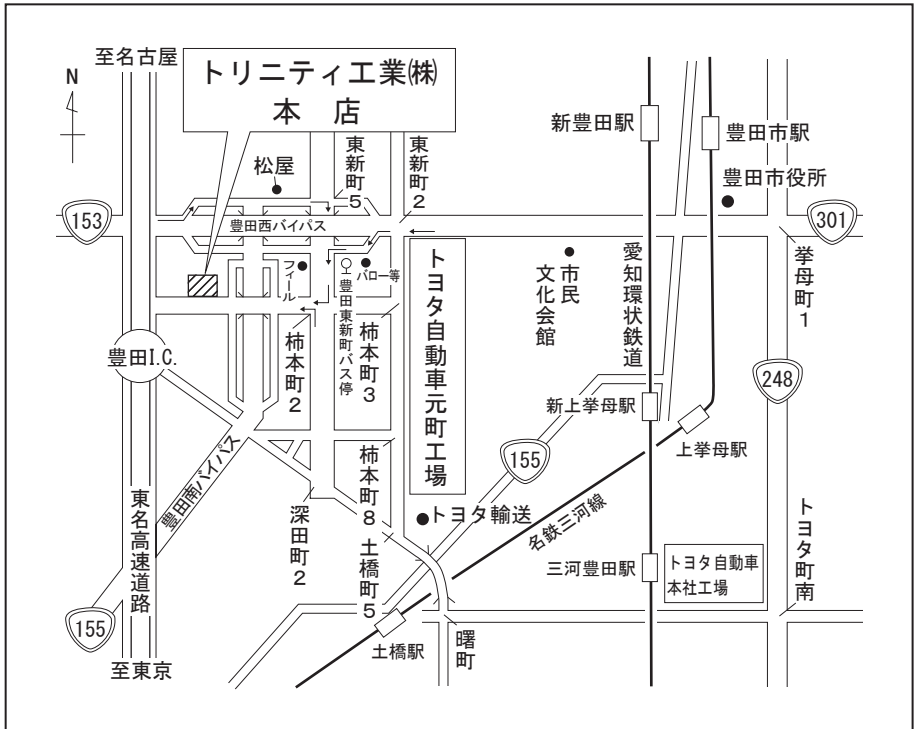 至名古屋
N
トリニティ工業㈱
本店
松屋
東新町5
東新町2
新豊田駅
豊田市駅
豊田市役所
153
豊田西バイパス
301
フィール
バロー等
豊田東新町バス停
トヨタ自動車元町工場
市民
文化会館
愛知環状鉄道
挙母町1
豊田I.C.
柿本町2
柿本町3
248
新上挙母駅
上挙母駅
155
豊田南バイパス
東名高速道路
深田町2
柿本町8
トヨタ輸送
名鉄三河線
三河豊田駅
トヨタ自動車
本社工場
トヨタ町南
155
土橋町5
土橋駅
曙町
至東京